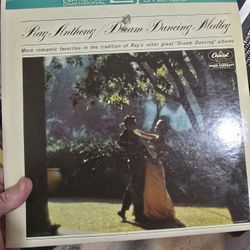 STEREO
Ray Anthony / Dream Dancing Medley
More romantic favorites in the tradition of Ray's other great "Dream Dancing" albums
Capitol